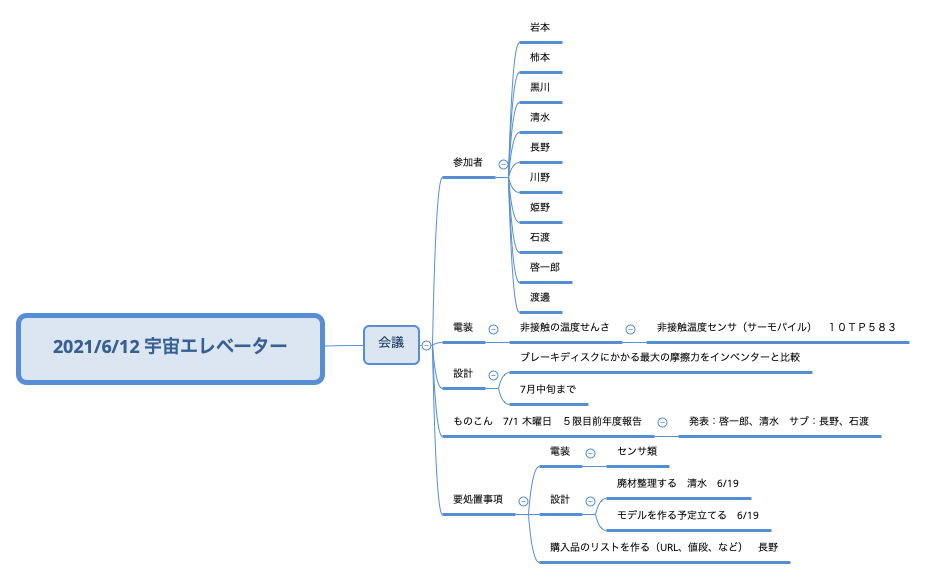 2021/6/12 宇宙エレベーター
会議
参加者
岩本
柿本
黒川
清水
長野
川野
姫野
石渡
啓一郎
渡邊
電装
非接触の温度せんさ
非接触温度センサ（サーモパイル）　１０ＴＰ５８３
設計
ブレーキディスクにかかる最大の摩擦力をインベンターと比較
7月中旬まで
ものこん　7/1 木曜日　５限目前年度報告
発表：啓一郎、清水　サブ：長野、石渡
要処置事項
電装
センサ類
設計
廃材整理する　清水　6/19
モデルを作る予定立てる　6/19
購入品のリストを作る（URL、値段、など）　長野